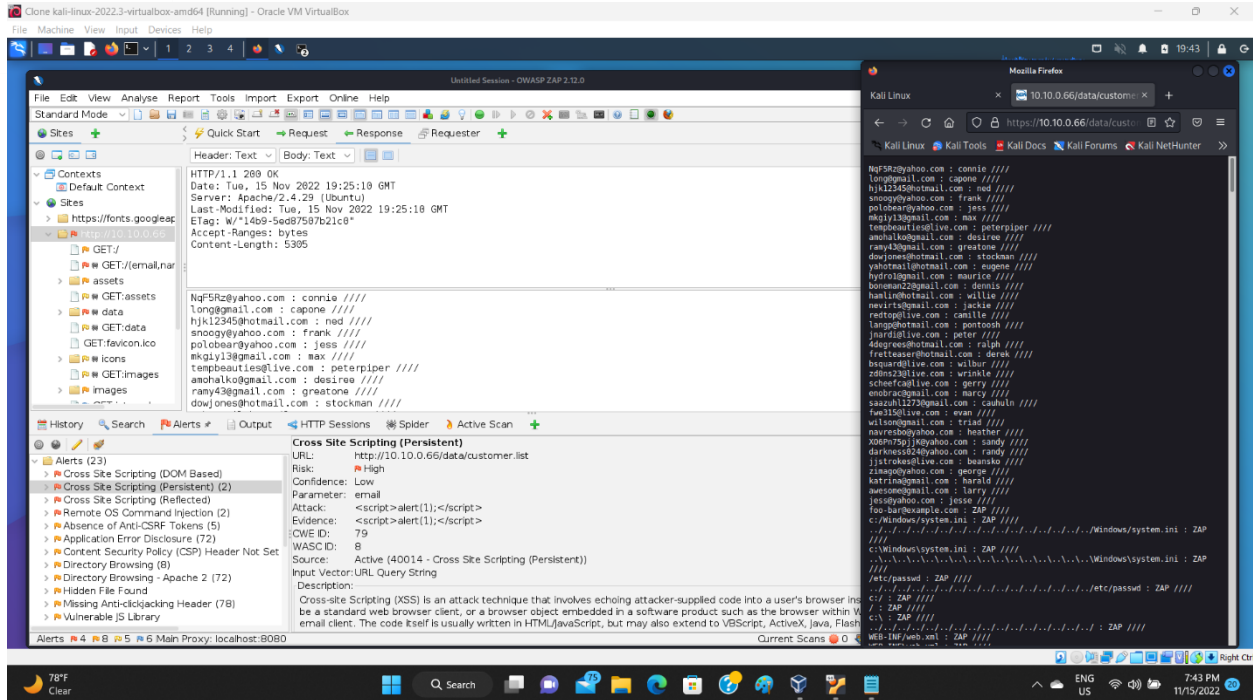 Clone kali-linux-2022.3-virtualbox-amd64 [Running] - Oracle VM VirtualBox
File Machine View Input Devices Help
1 2 3 4
19:43
Untitled Session - OWASP ZAP 2.12.0
File Edit View Analyse Report Tools Import Export Online Help
Standard Mode
Sites
Quick Start Request Response Requester
Header: Text Body: Text
Contexts
Default Context
Sites
https://fonts.googleap
http://10.10.0.66
GET:/
GET:/(email,nar
assets
GET:assets
data
GET:data
GET:favicon.ico
icons
GET:images
images
HTTP/1.1 200 OK
Date: Tue, 15 Nov 2022 19:25:10 GMT
Server: Apache/2.4.29 (Ubuntu)
Last-Modified: Tue, 15 Nov 2022 19:25:10 GMT
ETag: W/"14b9-5ed87507b21c0"
Accept-Ranges: bytes
Content-Length: 5305
NqF5Rz@yahoo.com : connie ////
long@gmail.com : capone ////
hjk12345@hotmail.com : ned ////
snoogy@yahoo.com : frank ////
polobear@yahoo.com : jess ////
mkgiy13@gmail.com : max ////
tempbeauties@live.com : peterpiper ////
amohalko@gmail.com : desiree ////
ramy43@gmail.com : greatone ////
dowjones@hotmail.com : stockman ////
History Search Alerts Output HTTP Sessions Spider Active Scan
Alerts (23)
Cross Site Scripting (DOM Based)
Cross Site Scripting (Persistent) (2)
Cross Site Scripting (Reflected)
Remote OS Command Injection (2)
Absence of Anti-CSRF Tokens (5)
Application Error Disclosure (72)
Content Security Policy (CSP) Header Not Set
Directory Browsing (8)
Directory Browsing - Apache 2 (72)
Hidden File Found
Missing Anti-clickjacking Header (78)
Vulnerable JS Library
Cross Site Scripting (Persistent)
URL: http://10.10.0.66/data/customer.list
Risk: High
Confidence: Low
Parameter: email
Attack: <script>alert(1);</script>
Evidence: <script>alert(1);</script>
CWE ID: 79
WASC ID: 8
Source: Active (40014 - Cross Site Scripting (Persistent))
Input Vector: URL Query String
Description:
Cross-site Scripting (XSS) is an attack technique that involves echoing attacker-supplied code into a user's browser ins
be a standard web browser client, or a browser object embedded in a software product such as the browser within W
email client. The code itself is usually written in HTML/JavaScript, but may also extend to VBScript, ActiveX, Java, Flash
Alerts 4 8 5 6 Main Proxy: localhost:8080
Current Scans 0
Mozilla Firefox
Kali Linux
10.10.0.66/data/custome
https://10.10.0.66/data/custo
Kali Linux Kali Tools Kali Docs Kali Forums Kali NetHunter
NqF5Rz@yahoo.com : connie ////
long@gmail.com : capone ////
hjk12345@hotmail.com : ned ////
snoogy@yahoo.com : frank ////
polobear@yahoo.com : jess ////
mkgiy13@gmail.com : max ////
tempbeauties@live.com : peterpiper ////
amohalko@gmail.com : desiree ////
ramy43@gmail.com : greatone ////
dowjones@hotmail.com : stockman ////
yahotmail@hotmail.com : eugene ////
hydro1@gmail.com : maurice ////
boneman22@gmail.com : dennis ////
hamlin@hotmail.com : willie ////
nevirts@gmail.com : jackie ////
redtop@live.com : camille ////
langp@hotmail.com : pontoosh ////
jnardi@live.com : peter ////
4degrees@hotmail.com : ralph ////
fretteaser@hotmail.com : derek ////
bsquard@live.com : wilbur ////
zd0ns23@live.com : wrinkle ////
scheefca@live.com : gerry ////
enobrac@gmail.com : marcy ////
saazuhl1273@gmail.com : cauhuln ////
fwe315@live.com : evan ////
wilson@gmail.com : triad ////
navresbo@yahoo.com : heather ////
XO6Pn75pjjK@yahoo.com : sandy ////
darkness024@yahoo.com : randy ////
jjstrokes@live.com : beansko ////
zimago@yahoo.com : george ////
katrina@gmail.com : harald ////
awesome@gmail.com : larry ////
jess@yahoo.com : jesse ////
foo-bar@example.com : ZAP ////
c:/Windows/system.ini : ZAP ////
../../../../../../../../../../../../../../../../Windows/system.ini : ZAP
////
c:\Windows\system.ini : ZAP ////
..\..\..\..\..\..\..\..\..\..\..\..\..\..\..\..\Windows\system.ini : ZAP
////
/etc/passwd : ZAP ////
../../../../../../../../../../../../../../../../etc/passwd : ZAP ////
c:/ : ZAP ////
/ : ZAP ////
c:\ : ZAP ////
../../../../../../../../../../../../../../../../ : ZAP ////
WEB-INF/web.xml : ZAP ////
Right Ctr
78°F
Clear
Search
75
ENG
US
7:43 PM
11/15/2022
20